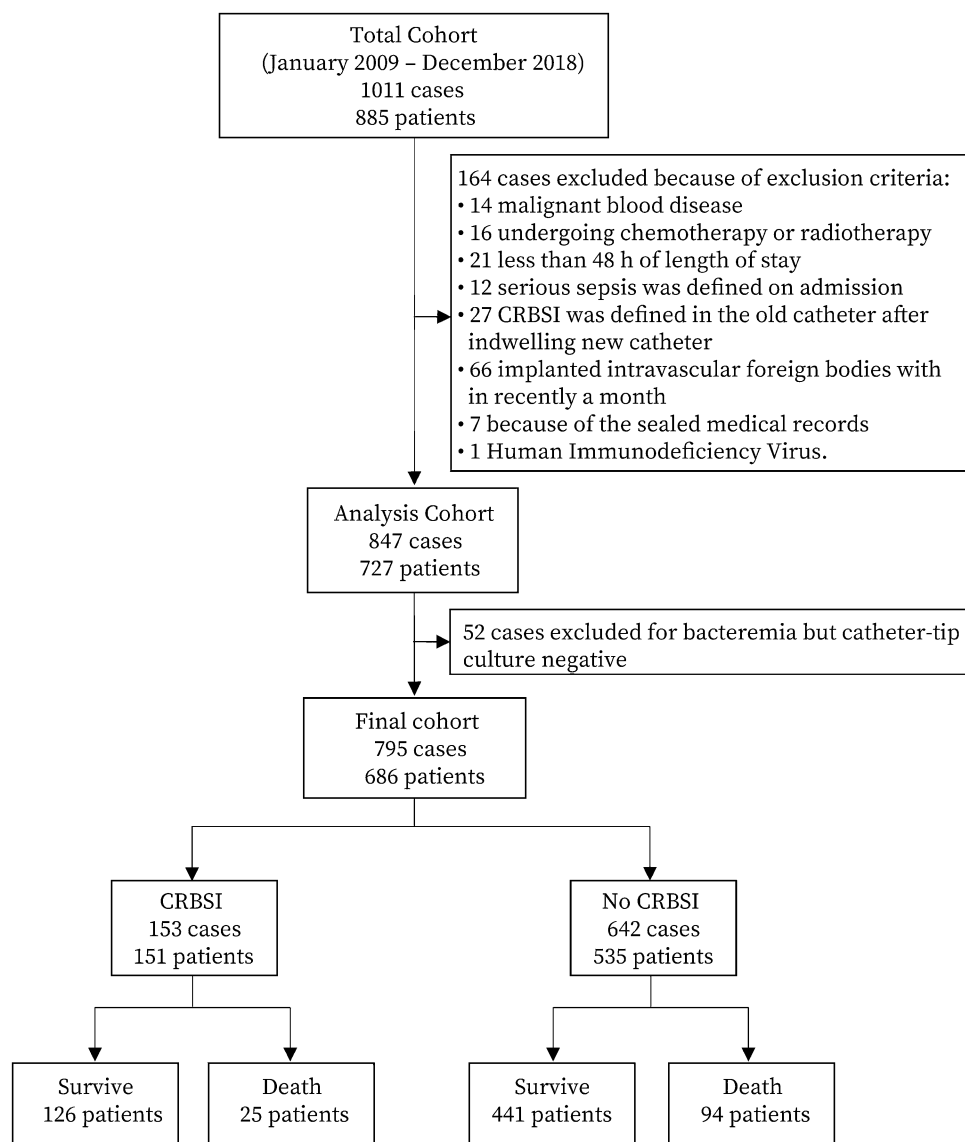 Total Cohort
(January 2009 – December 2018)
1011 cases
885 patients
164 cases excluded because of exclusion criteria:
• 14 malignant blood disease
• 16 undergoing chemotherapy or radiotherapy
• 21 less than 48 h of length of stay
• 12 serious sepsis was defined on admission
• 27 CRBSI was defined in the old catheter after
indwelling new catheter
• 66 implanted intravascular foreign bodies with
in recently a month
• 7 because of the sealed medical records
• 1 Human Immunodeficiency Virus.
Analysis Cohort
847 cases
727 patients
52 cases excluded for bacteremia but catheter-tip
culture negative
Final cohort
795 cases
686 patients
CRBSI
153 cases
151 patients
No CRBSI
642 cases
535 patients
Survive
126 patients
Death
25 patients
Survive
441 patients
Death
94 patients